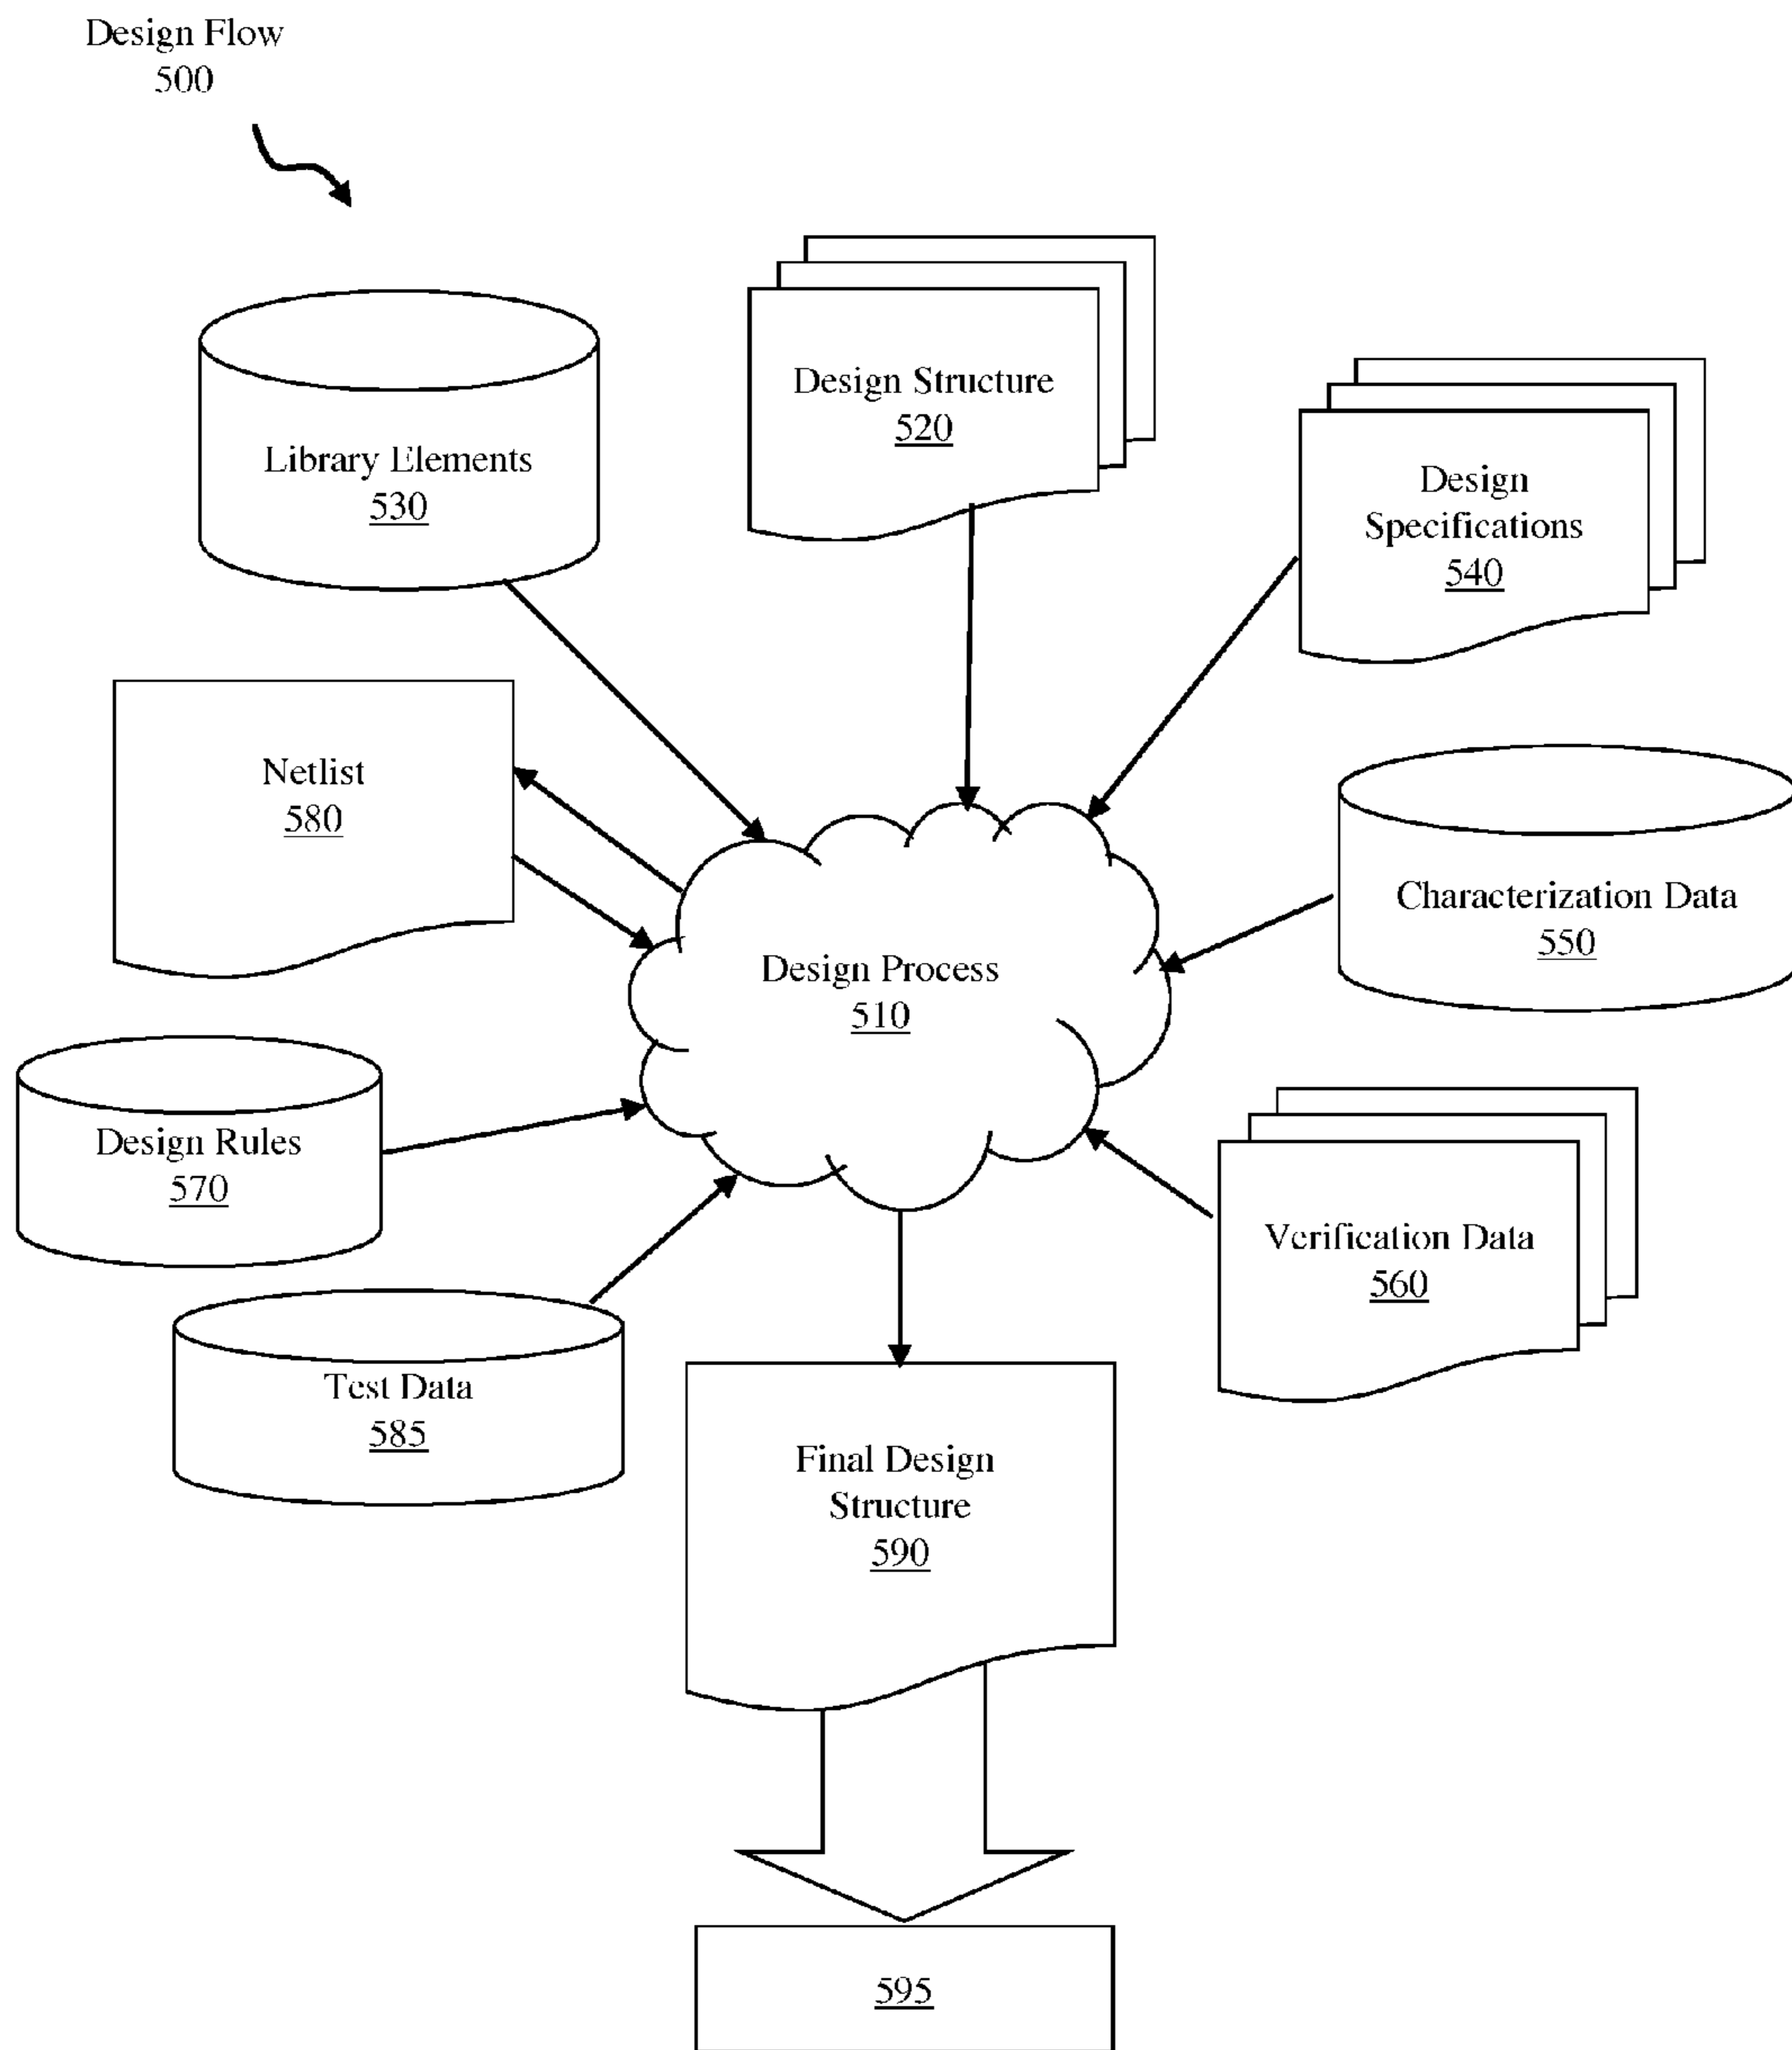 Design Flow
500
Design Structure
520
Library Elements
530
Design
Specifications
540
Netlist
580
Characterization Data
550
Design Process
510
Design Rules
570
Verification Data
560
Test Data
585
Final Design
Structure
590
595